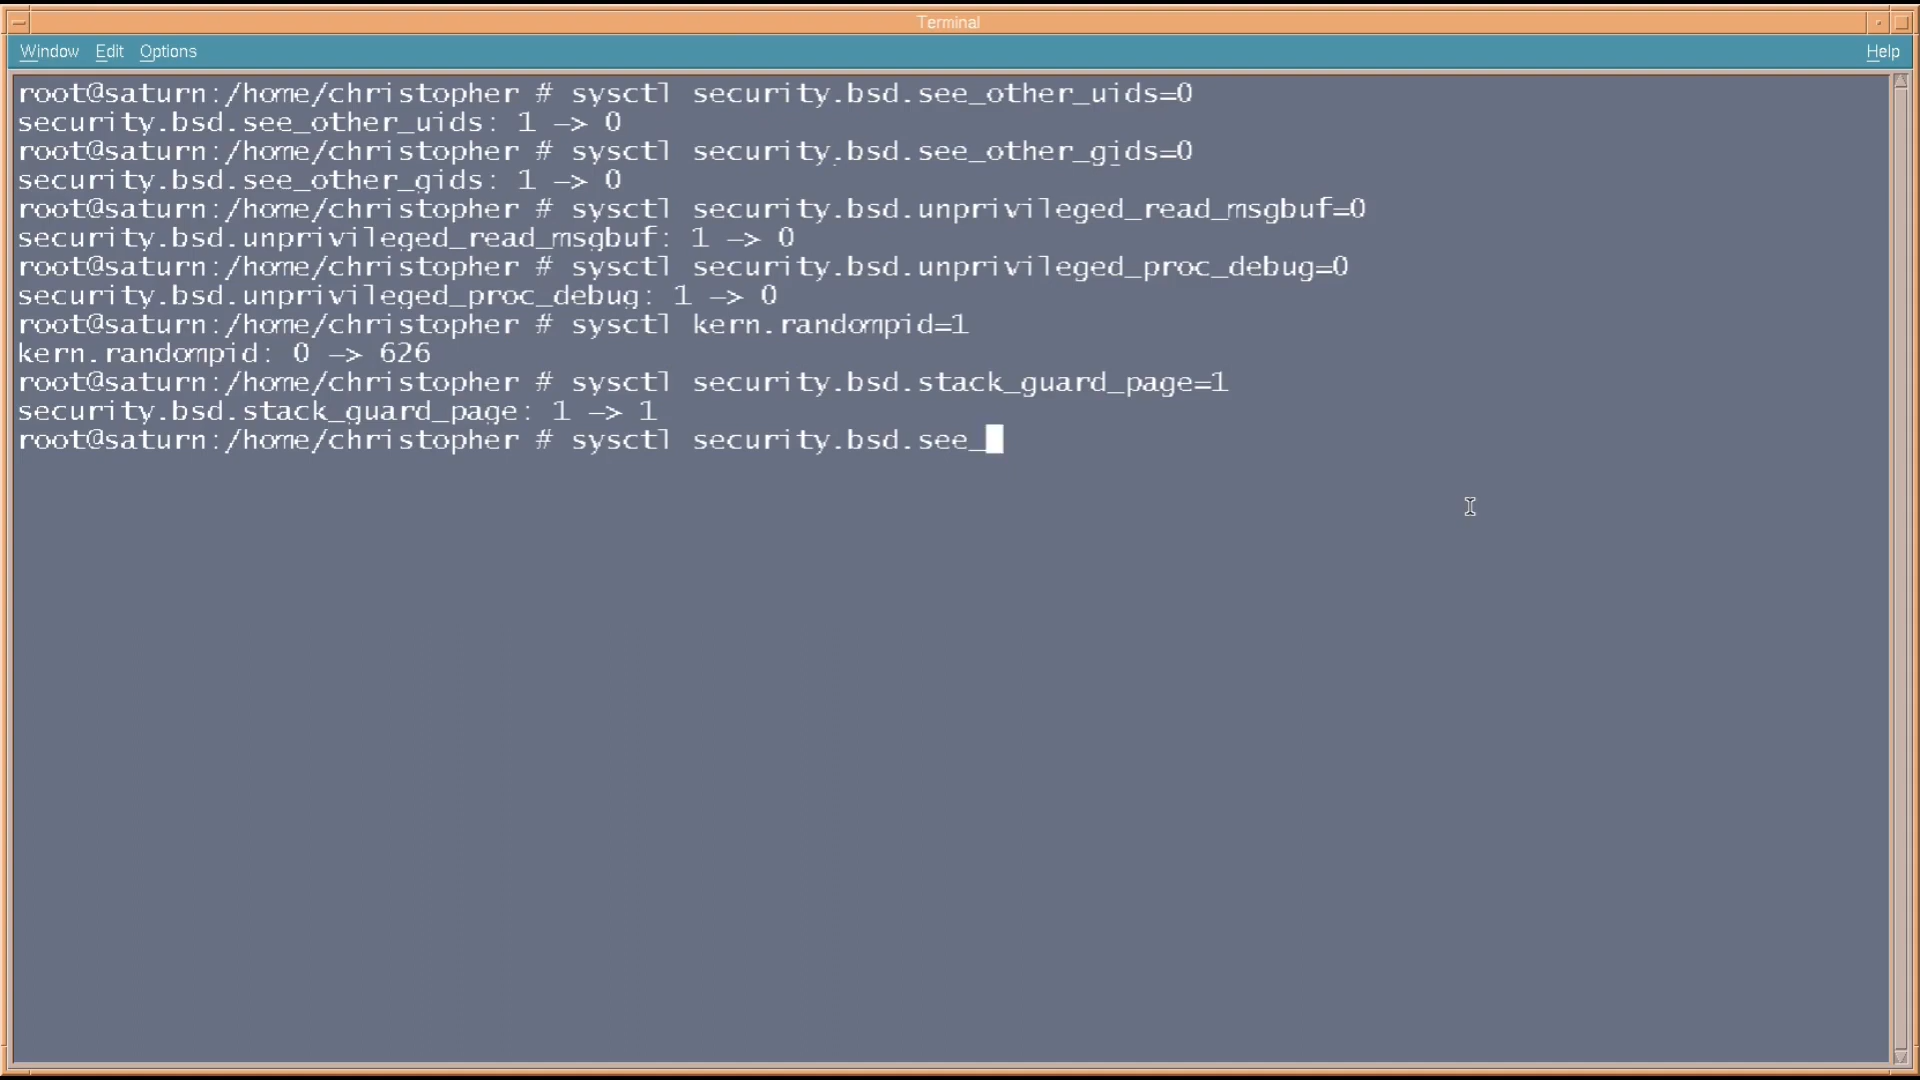 Terminal
Window Edit Options Help
root@saturn:/home/christopher # sysctl security.bsd.see_other_uids=0
security.bsd.see_other_uids: 1 -> 0
root@saturn:/home/christopher # sysctl security.bsd.see_other_gids=0
security.bsd.see_other_gids: 1 -> 0
root@saturn:/home/christopher # sysctl security.bsd.unprivileged_read_msgbuf=0
security.bsd.unprivileged_read_msgbuf: 1 -> 0
root@saturn:/home/christopher # sysctl security.bsd.unprivileged_proc_debug=0
security.bsd.unprivileged_proc_debug: 1 -> 0
root@saturn:/home/christopher # sysctl kern.randompid=1
kern.randompid: 0 -> 626
root@saturn:/home/christopher # sysctl security.bsd.stack_guard_page=1
security.bsd.stack_guard_page: 1 -> 1
root@saturn:/home/christopher # sysctl security.bsd.see_